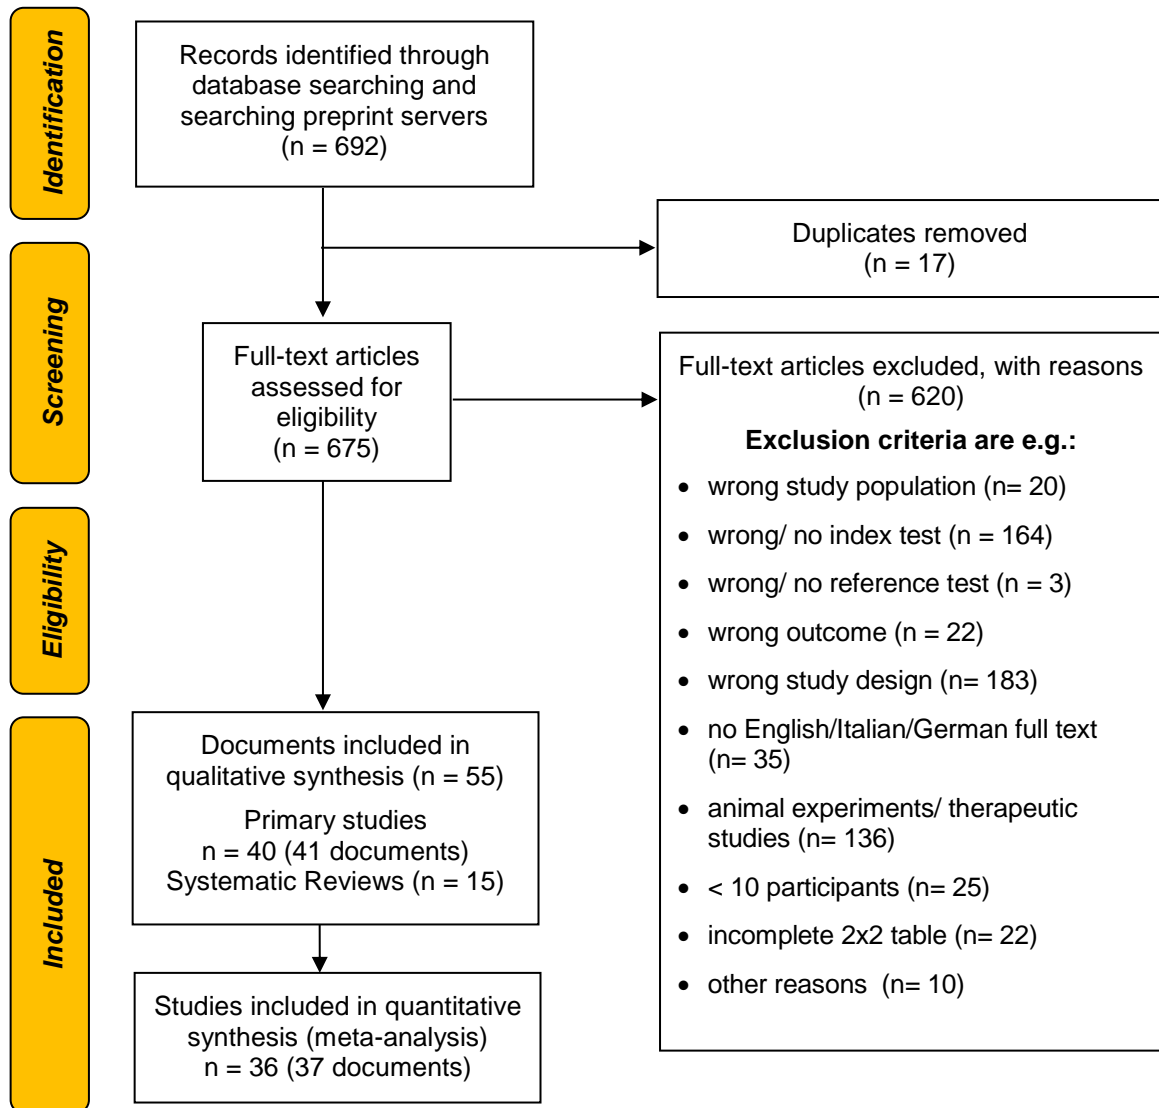 Identification
Records identified through
database searching and
searching preprint servers
(n = 692)
Duplicates removed
(n = 17)
Screening
Full-text articles
assessed for
eligibility
(n = 675)
Full-text articles excluded, with reasons
(n = 620)
Exclusion criteria are e.g.:
• wrong study population (n= 20)
• wrong/ no index test (n = 164)
• wrong/ no reference test (n = 3)
• wrong outcome (n = 22)
• wrong study design (n= 183)
• no English/Italian/German full text
(n= 35)
• animal experiments/ therapeutic
studies (n= 136)
• < 10 participants (n= 25)
• incomplete 2x2 table (n= 22)
• other reasons (n= 10)
Eligibility
Included
Documents included in
qualitative synthesis (n = 55)
Primary studies
n = 40 (41 documents)
Systematic Reviews (n = 15)
Studies included in quantitative
synthesis (meta-analysis)
n = 36 (37 documents)